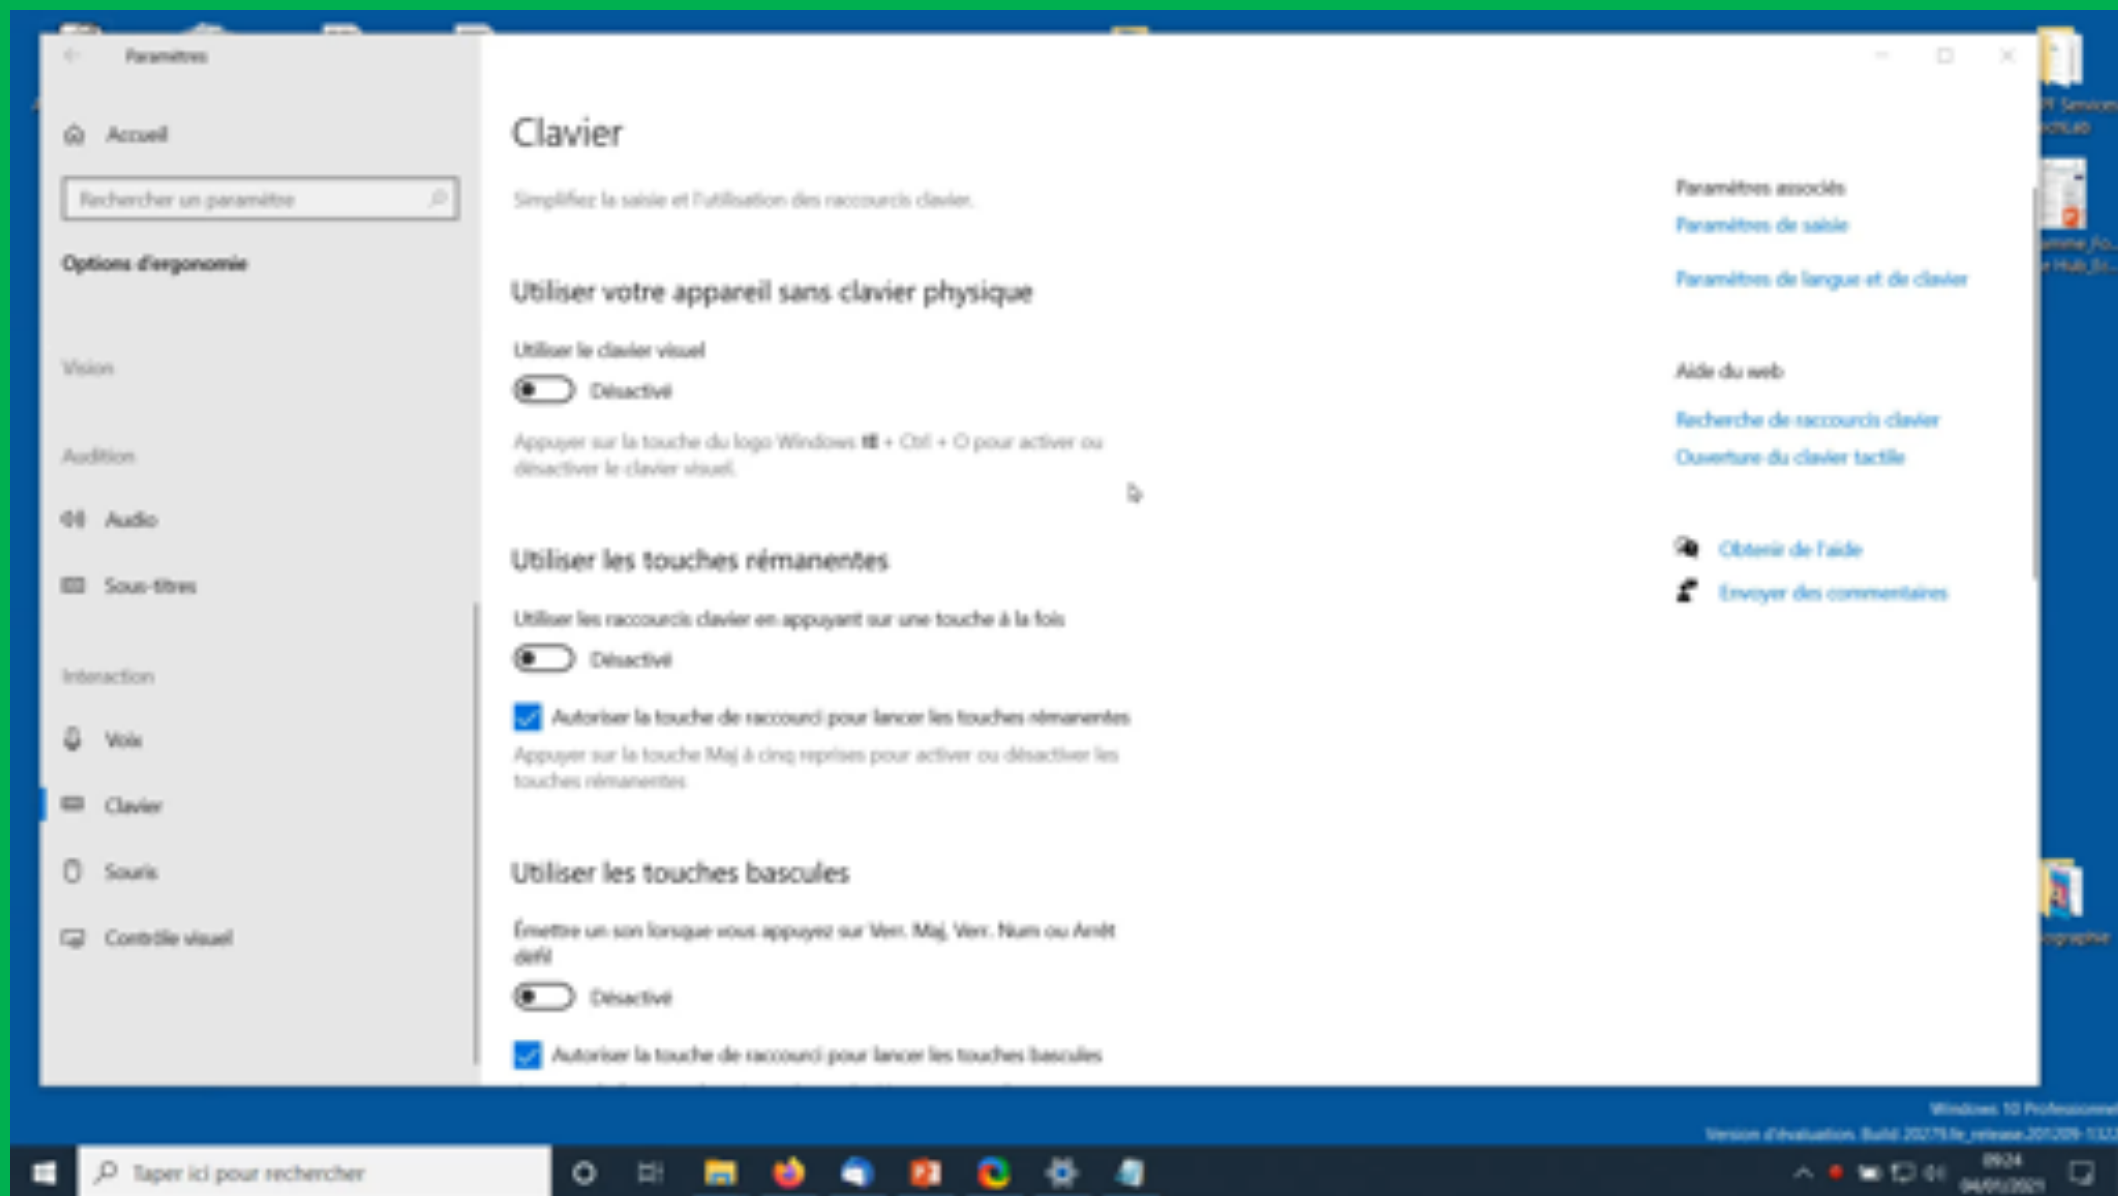 Paramètres
Accueil
Rechercher un paramètre
Options d'ergonomie
Vision
Audition
Audio
Sous-titres
Interaction
Voix
Clavier
Souris
Contrôle visuel
Clavier
Simplifiez la saisie et l'utilisation des raccourcis clavier.
Utiliser votre appareil sans clavier physique
Utiliser le clavier visuel
Désactivé
Appuyer sur la touche du logo Windows + Ctrl + O pour activer ou
désactiver le clavier visuel.
Utiliser les touches rémanentes
Utiliser les raccourcis clavier en appuyant sur une touche à la fois
Désactivé
Autoriser la touche de raccourci pour lancer les touches rémanentes
Appuyer sur la touche Maj à cinq reprises pour activer ou désactiver les
touches rémanentes
Utiliser les touches bascules
Émettre un son lorsque vous appuyez sur Verr. Maj, Verr. Num ou Arrêt
défil
Désactivé
Autoriser la touche de raccourci pour lancer les touches bascules
Paramètres associés
Paramètres de saisie
Paramètres de langue et de clavier
Aide du web
Recherche de raccourcis clavier
Ouverture du clavier tactile
Obtenir de l'aide
Envoyer des commentaires
Windows 10 Professionnel
Version d'évaluation. Build
Taper ici pour rechercher
09:24
04/01/2021